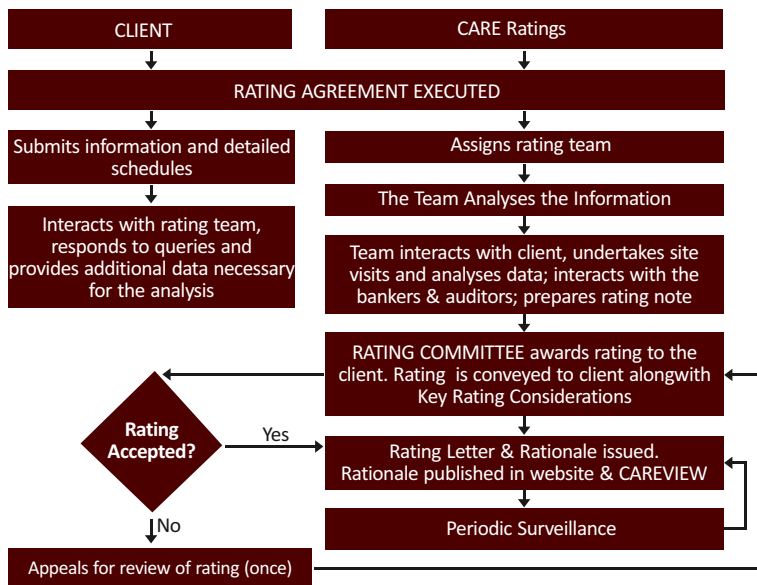 CLIENT
CARE Ratings
RATING AGREEMENT EXECUTED
Submits information and detailed
schedules
Assigns rating team
The Team Analyses the Information
Interacts with rating team,
responds to queries and
provides additional data necessary
for the analysis
Team interacts with client, undertakes site
visits and analyses data; interacts with the
bankers & auditors; prepares rating note
RATING COMMITTEE awards rating to the
client. Rating is conveyed to client alongwith
Key Rating Considerations
Rating
Accepted?
Yes
Rating Letter & Rationale issued.
Rationale published in website & CAREVIEW
No
Periodic Surveillance
Appeals for review of rating (once)